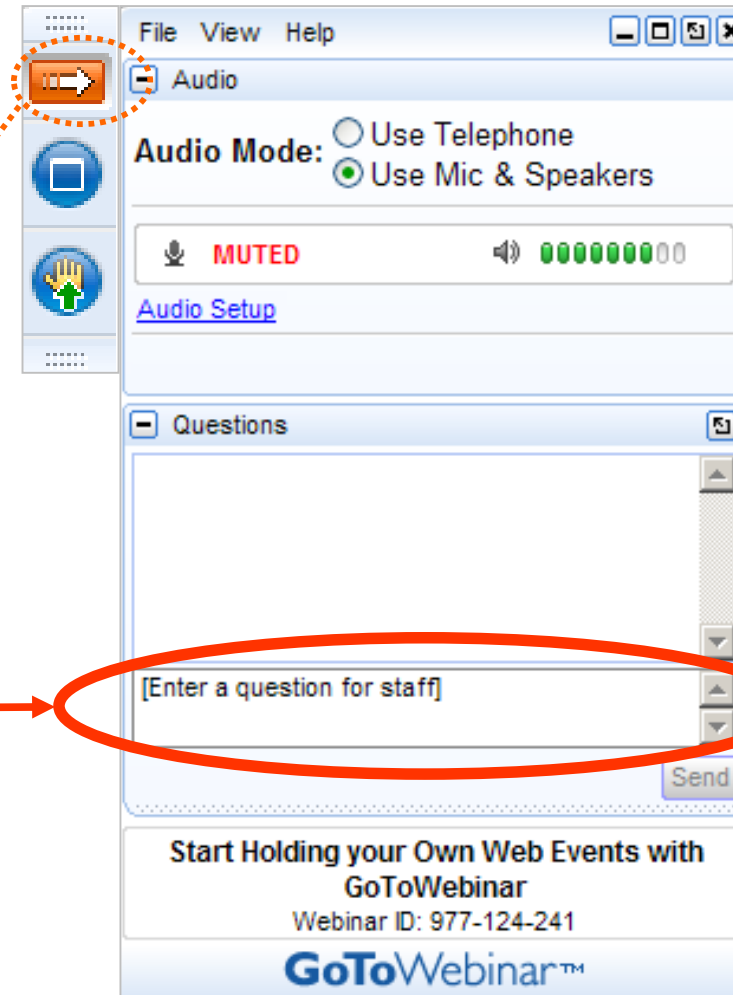 File View Help
Audio
Audio Mode:
Use Telephone
Use Mic & Speakers
MUTED
Audio Setup
Questions
[Enter a question for staff]
Send
Start Holding your Own Web Events with
GoToWebinar
Webinar ID: 977-124-241
GoToWebinar™